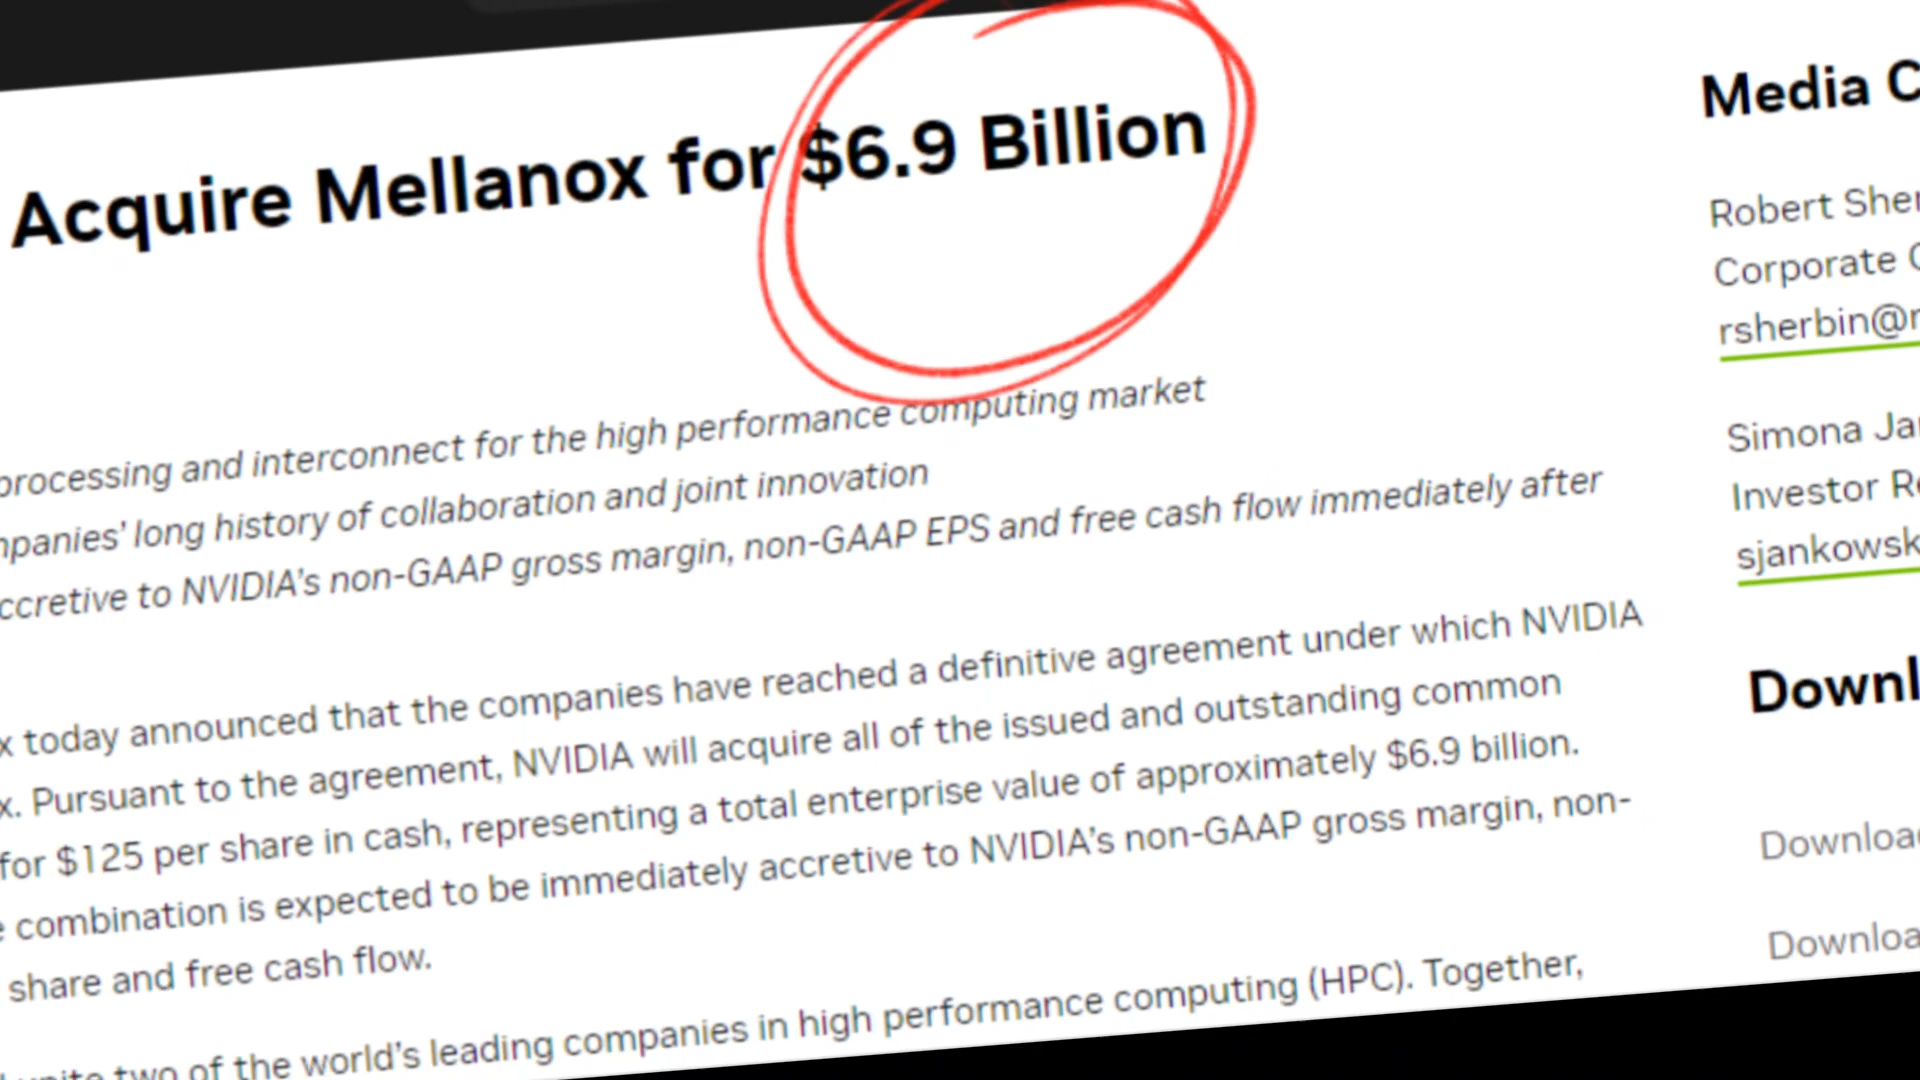 Acquire Mellanox for $6.9 Billion
processing and interconnect for the high performance computing market
mpanies' long history of collaboration and joint innovation
ccretive to NVIDIA's non-GAAP gross margin, non-GAAP EPS and free cash flow immediately after
x today announced that the companies have reached a definitive agreement under which NVIDIA
x. Pursuant to the agreement, NVIDIA will acquire all of the issued and outstanding common
for $125 per share in cash, representing a total enterprise value of approximately $6.9 billion.
e combination is expected to be immediately accretive to NVIDIA's non-GAAP gross margin, non-
share and free cash flow.
unite two of the world's leading companies in high performance computing (HPC). Together,
Media C
Robert Sher
Corporate C
rsherbin@n
Simona Jan
Investor Re
sjankowsk
Downl
Download
Downloa